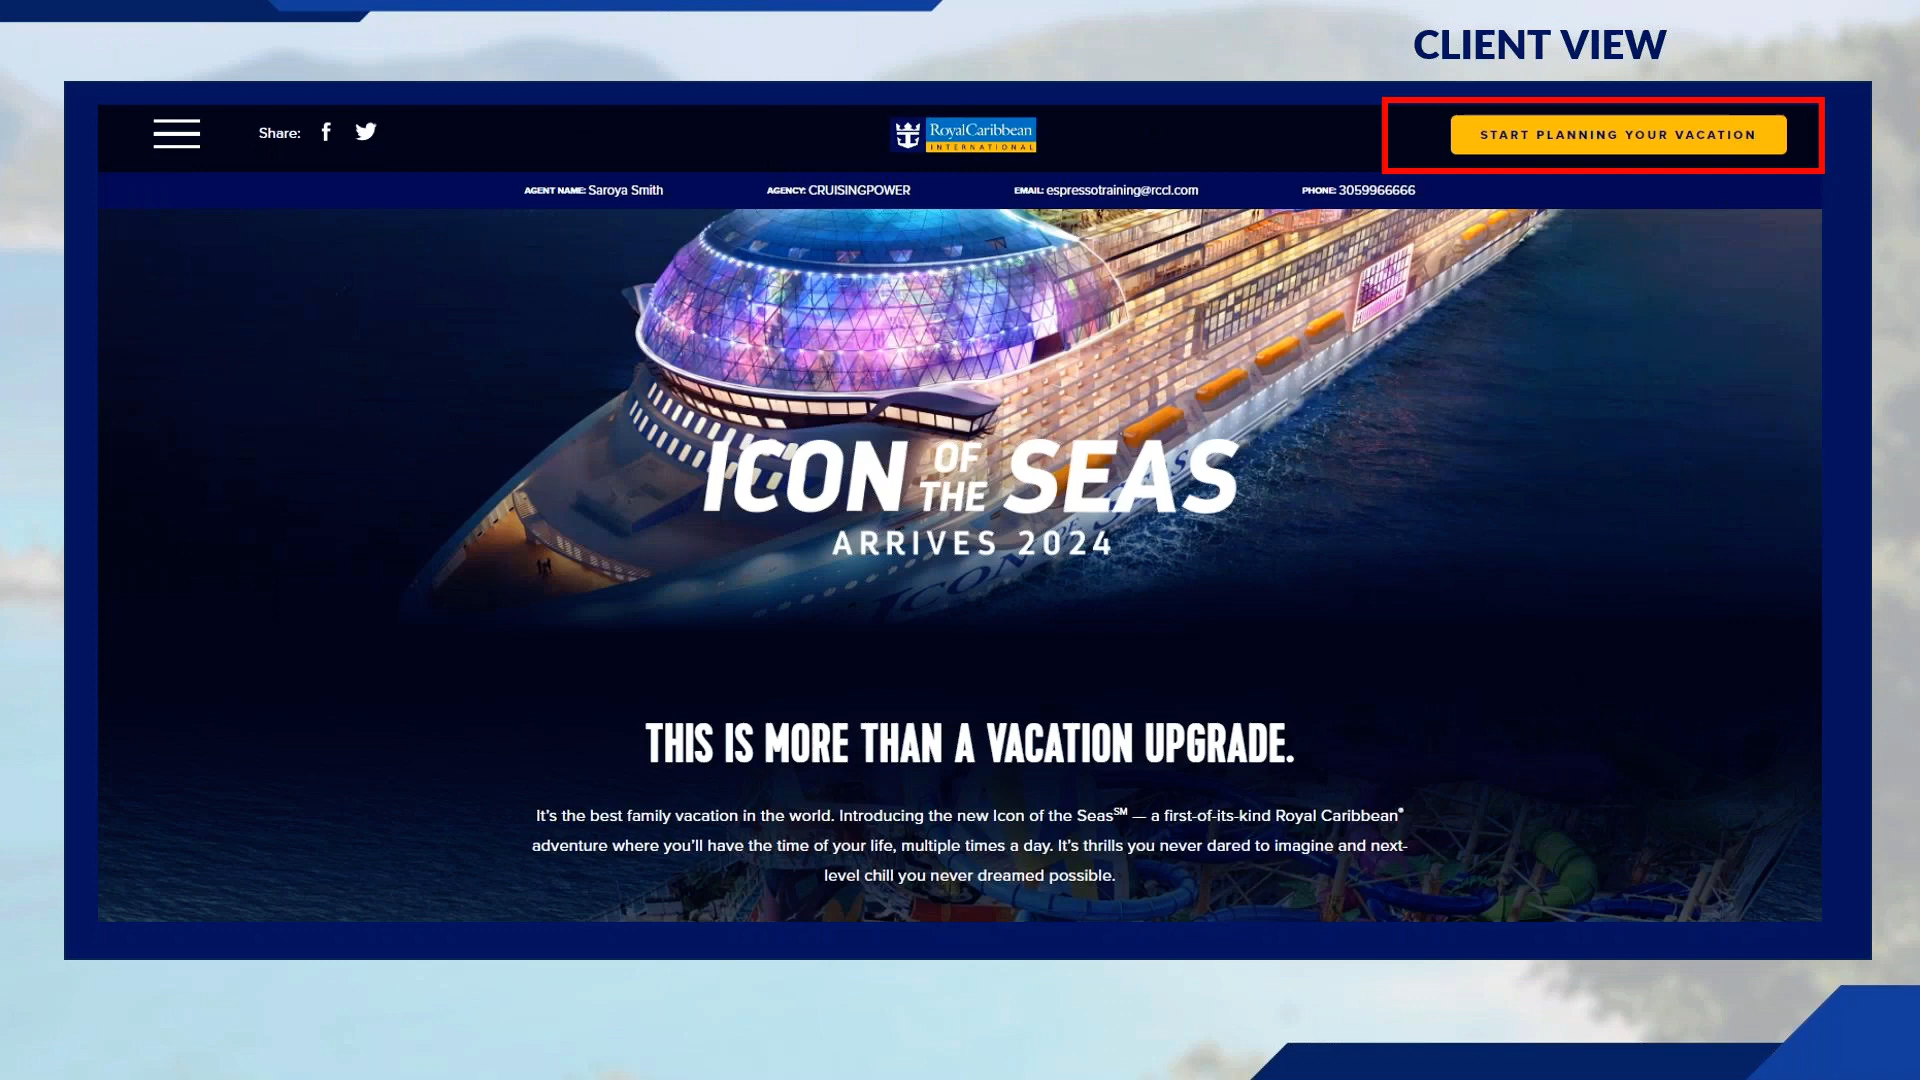 CLIENT VIEW
Share:
RoyalCaribbean
INTERNATIONAL
START PLANNING YOUR VACATION
AGENT NAME: Saroya Smith
AGENCY: CRUISINGPOWER
EMAIL: espressotraining@rccl.com
PHONE: 3059966666
ICON OF THE SEAS
ARRIVES 2024
ICON OF SEAS
THIS IS MORE THAN A VACATION UPGRADE.
It's the best family vacation in the world. Introducing the new Icon of the Seas℠ — a first-of-its-kind Royal Caribbean®
adventure where you'll have the time of your life, multiple times a day. It's thrills you never dared to imagine and next-
level chill you never dreamed possible.